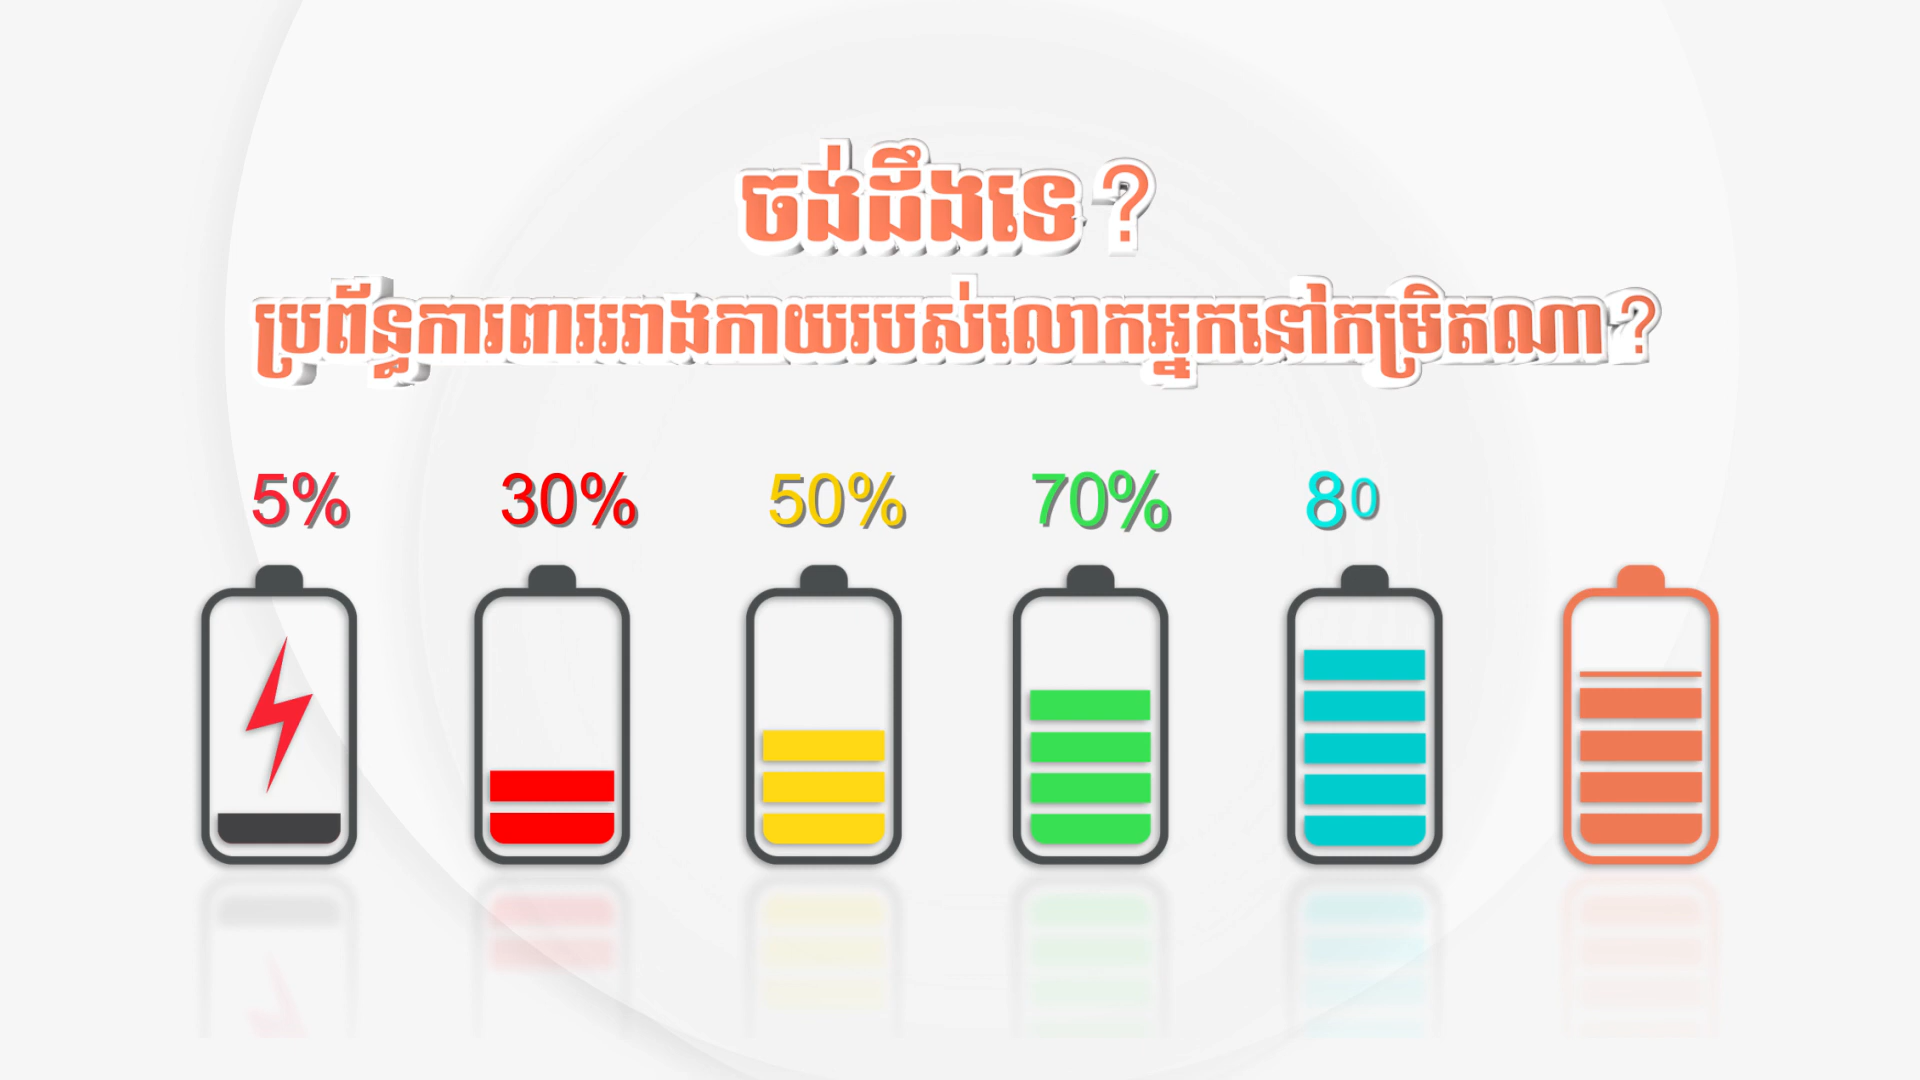 ចង់ដឹងទេ?
ប្រព័ន្ធការពាររាងកាយរបស់លោកអ្នកនៅកម្រិតណា?
5% 30% 50% 70% 80